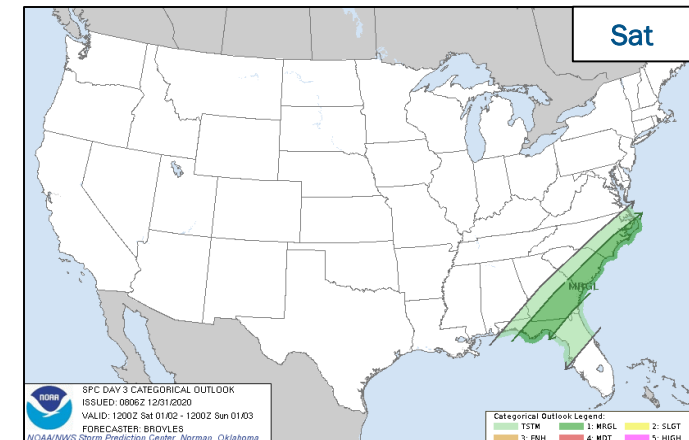 Sat
MRGL
NOAA
SPC DAY 3 CATEGORICAL OUTLOOK
ISSUED: 0806Z 12/31/2020
VALID: 1200Z Sat 01/02 - 1200Z Sun 01/03
FORECASTER: BROYLES
NOAA/NWS Storm Prediction Center, Norman, Oklahoma
Categorical Outlook Legend:
TSTM 1: MRGL 2: SLGT
3: ENH 4: MDT 5: HIGH